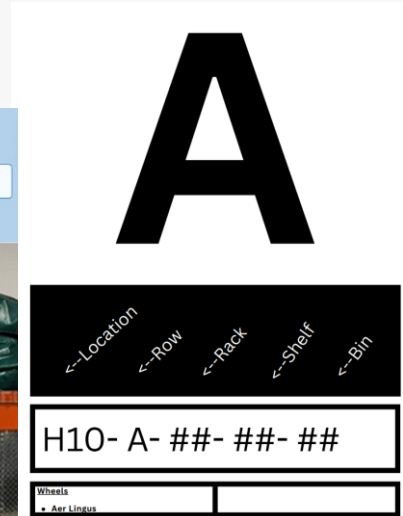 A
<--Location
<--Row
<--Rack
<--Shelf
<--Bin
H10- A- ##- ##- ##
Wheels
• Aer Lingus